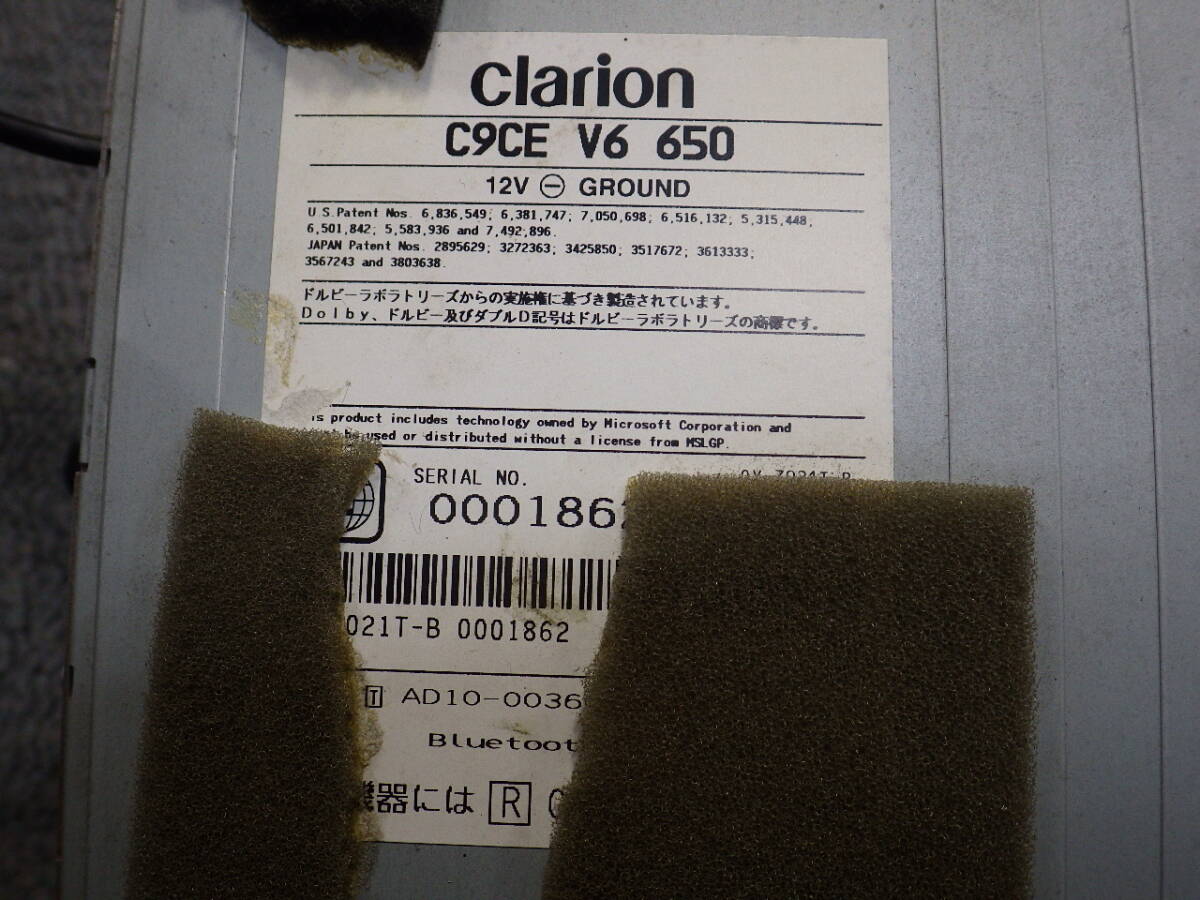 clarion
C9CE V6 650
12V ⊖ GROUND
U.S.Patent Nos. 6,836,549; 6,381,747; 7,050,698; 6,516,132; 5,315,448,
6,501,842; 5,583,936 and 7,492,896.
JAPAN Patent Nos. 2895629; 3272363; 3425850; 3517672; 3613333;
3567243 and 3803638.
ドルビーラボラトリーズからの実施権に基づき製造されています。
Dolby、ドルビー及びダブルD記号はドルビーラボラトリーズの商標です。
product includes technology owned by Microsoft Corporation and
be used or distributed without a license from MSLGP.
SERIAL NO.
0001862
021T-B 0001862
T AD10-0036
Bluetoot
機器には R